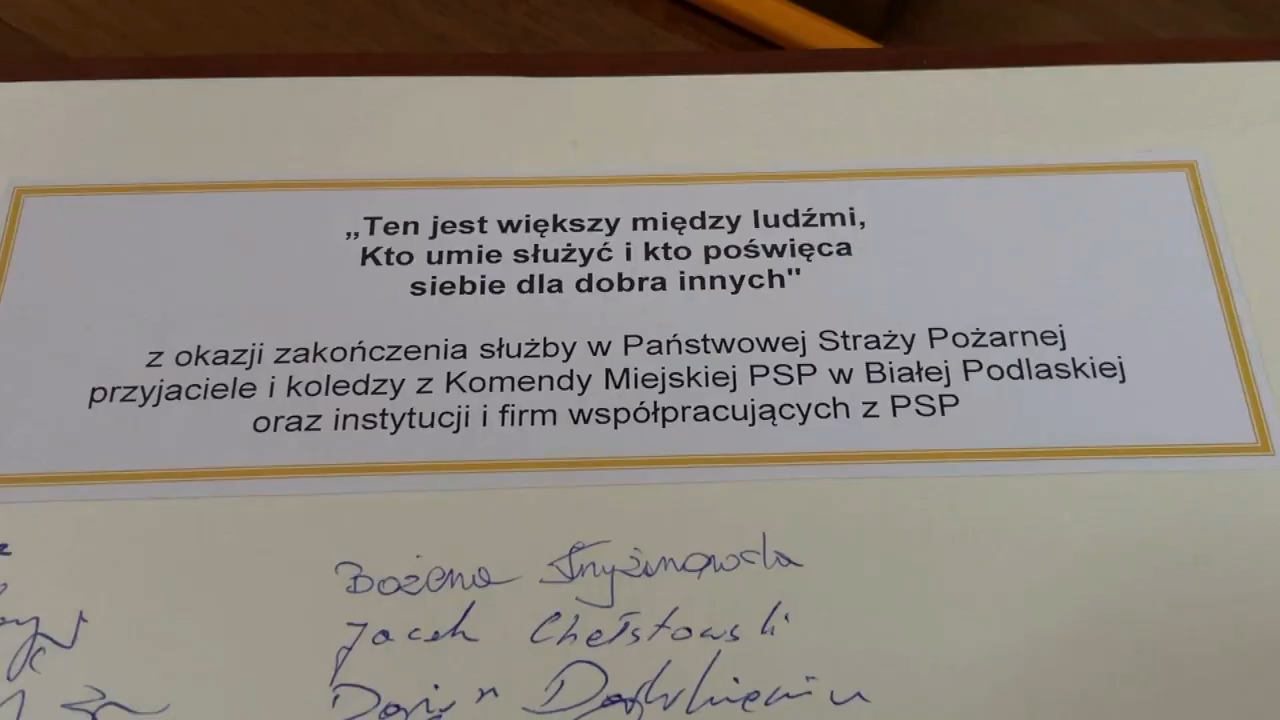 „Ten jest większy między ludźmi,
Kto umie służyć i kto poświęca
siebie dla dobra innych"
z okazji zakończenia służby w Państwowej Straży Pożarnej
przyjaciele i koledzy z Komendy Miejskiej PSP w Białej Podlaskiej
oraz instytucji i firm współpracujących z PSP
Bożena
Jacek Chełstowski